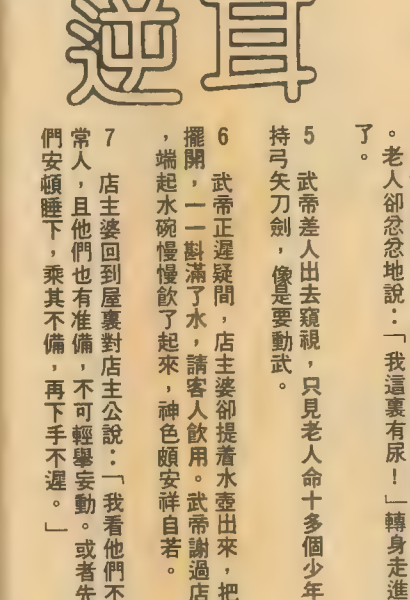 逆耳
。老人卻忿忿地說：「我這裏有尿！」轉身走進
了。
5 武帝差人出去窺視，只見老人命十多個少年
持弓矢刀劍，像是要動武。
6 武帝正遲疑間，店主婆卻提着水壺出來，把
擺開，一一斟滿了水，請客人飲用。武帝謝過店
，端起水碗慢慢飲了起來，神色頗安祥自若。
7 店主婆回到屋裏對店主公說：「我看他們不
常人，且他們也有准備，不可輕舉妄動。或者先
們安頓睡下，乘其不備，再下手不遲。」